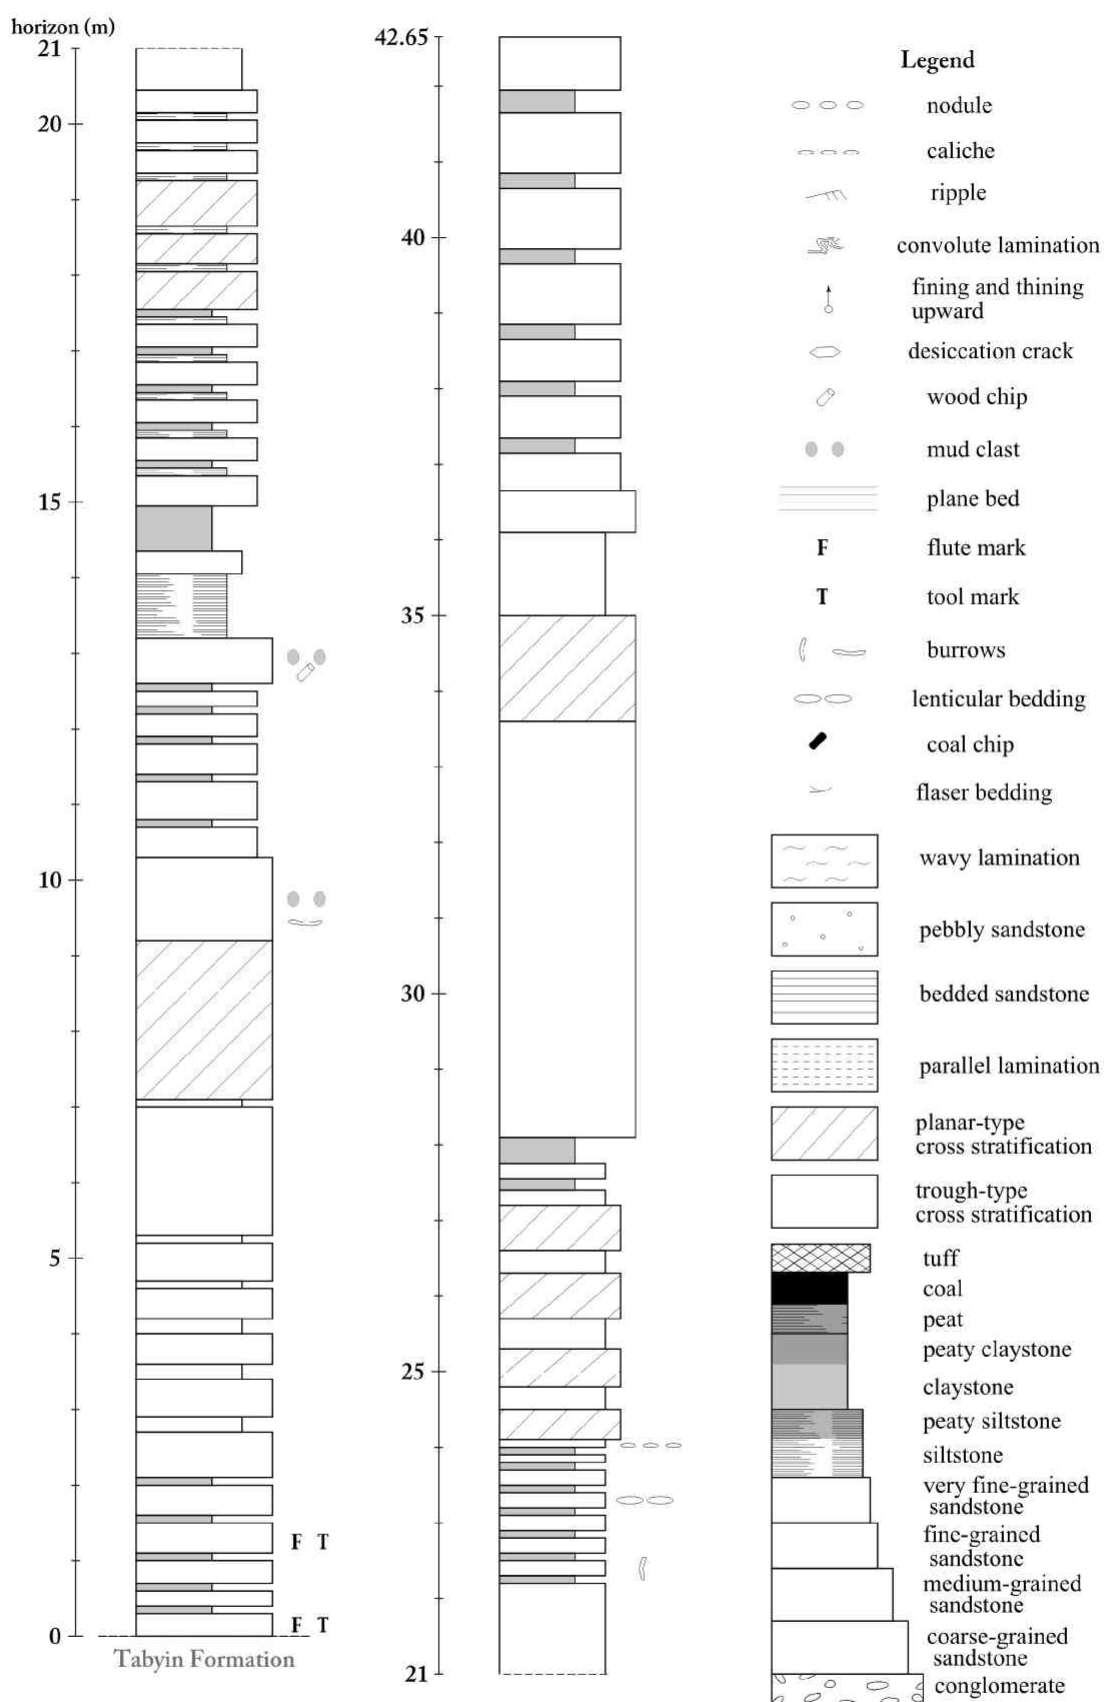 horizon (m)
21
20
15
10
5
0
F T
F T
Tabyin Formation
42.65
40
35
30
25
21
Legend
nodule
caliche
ripple
convolute lamination
fining and thining
upward
desiccation crack
wood chip
mud clast
plane bed
F flute mark
T tool mark
burrows
lenticular bedding
coal chip
flaser bedding
wavy lamination
pebbly sandstone
bedded sandstone
parallel lamination
planar-type
cross stratification
trough-type
cross stratification
tuff
coal
peat
peaty claystone
claystone
peaty siltstone
siltstone
very fine-grained
sandstone
fine-grained
sandstone
medium-grained
sandstone
coarse-grained
sandstone
conglomerate